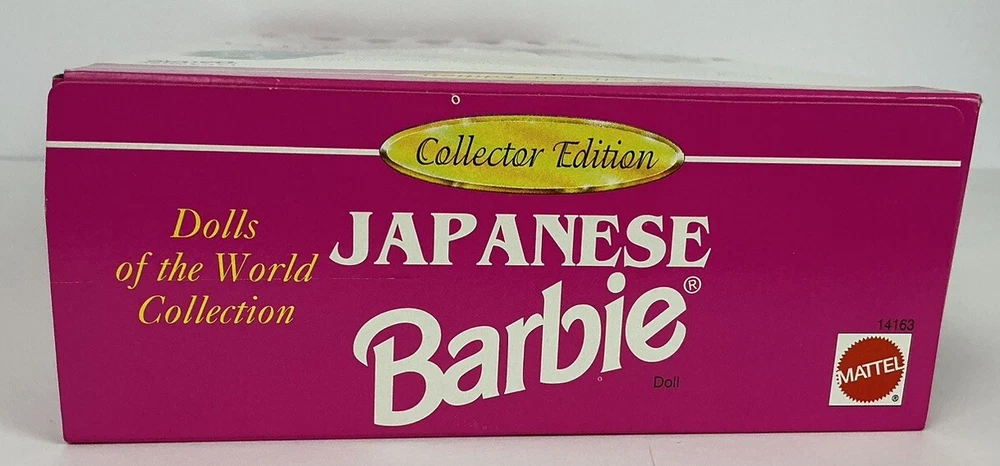 Collector Edition
Dolls
of the World
Collection
JAPANESE
Barbie®
Doll
14163
MATTEL
®